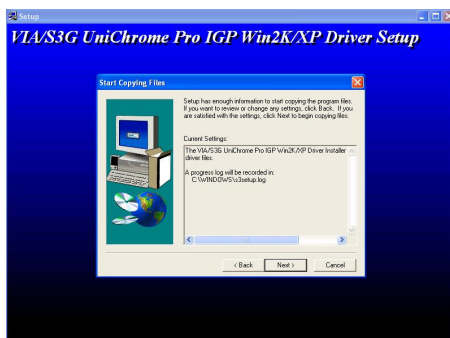 Setup
VIA/S3G UniChrome Pro IGP Win2K/XP Driver Setup
Start Copying Files
Setup has enough information to start copying the program files.
If you want to review or change any settings, click Back. If you
are satisfied with the settings, click Next to begin copying files.
Current Settings:
The VIA/S3G UniChrome Pro IGP Win2K/XP Driver Installer
driver files.
A progress log will be recorded in:
C:\WINDOWS\s3setup.log
< Back
Next >
Cancel